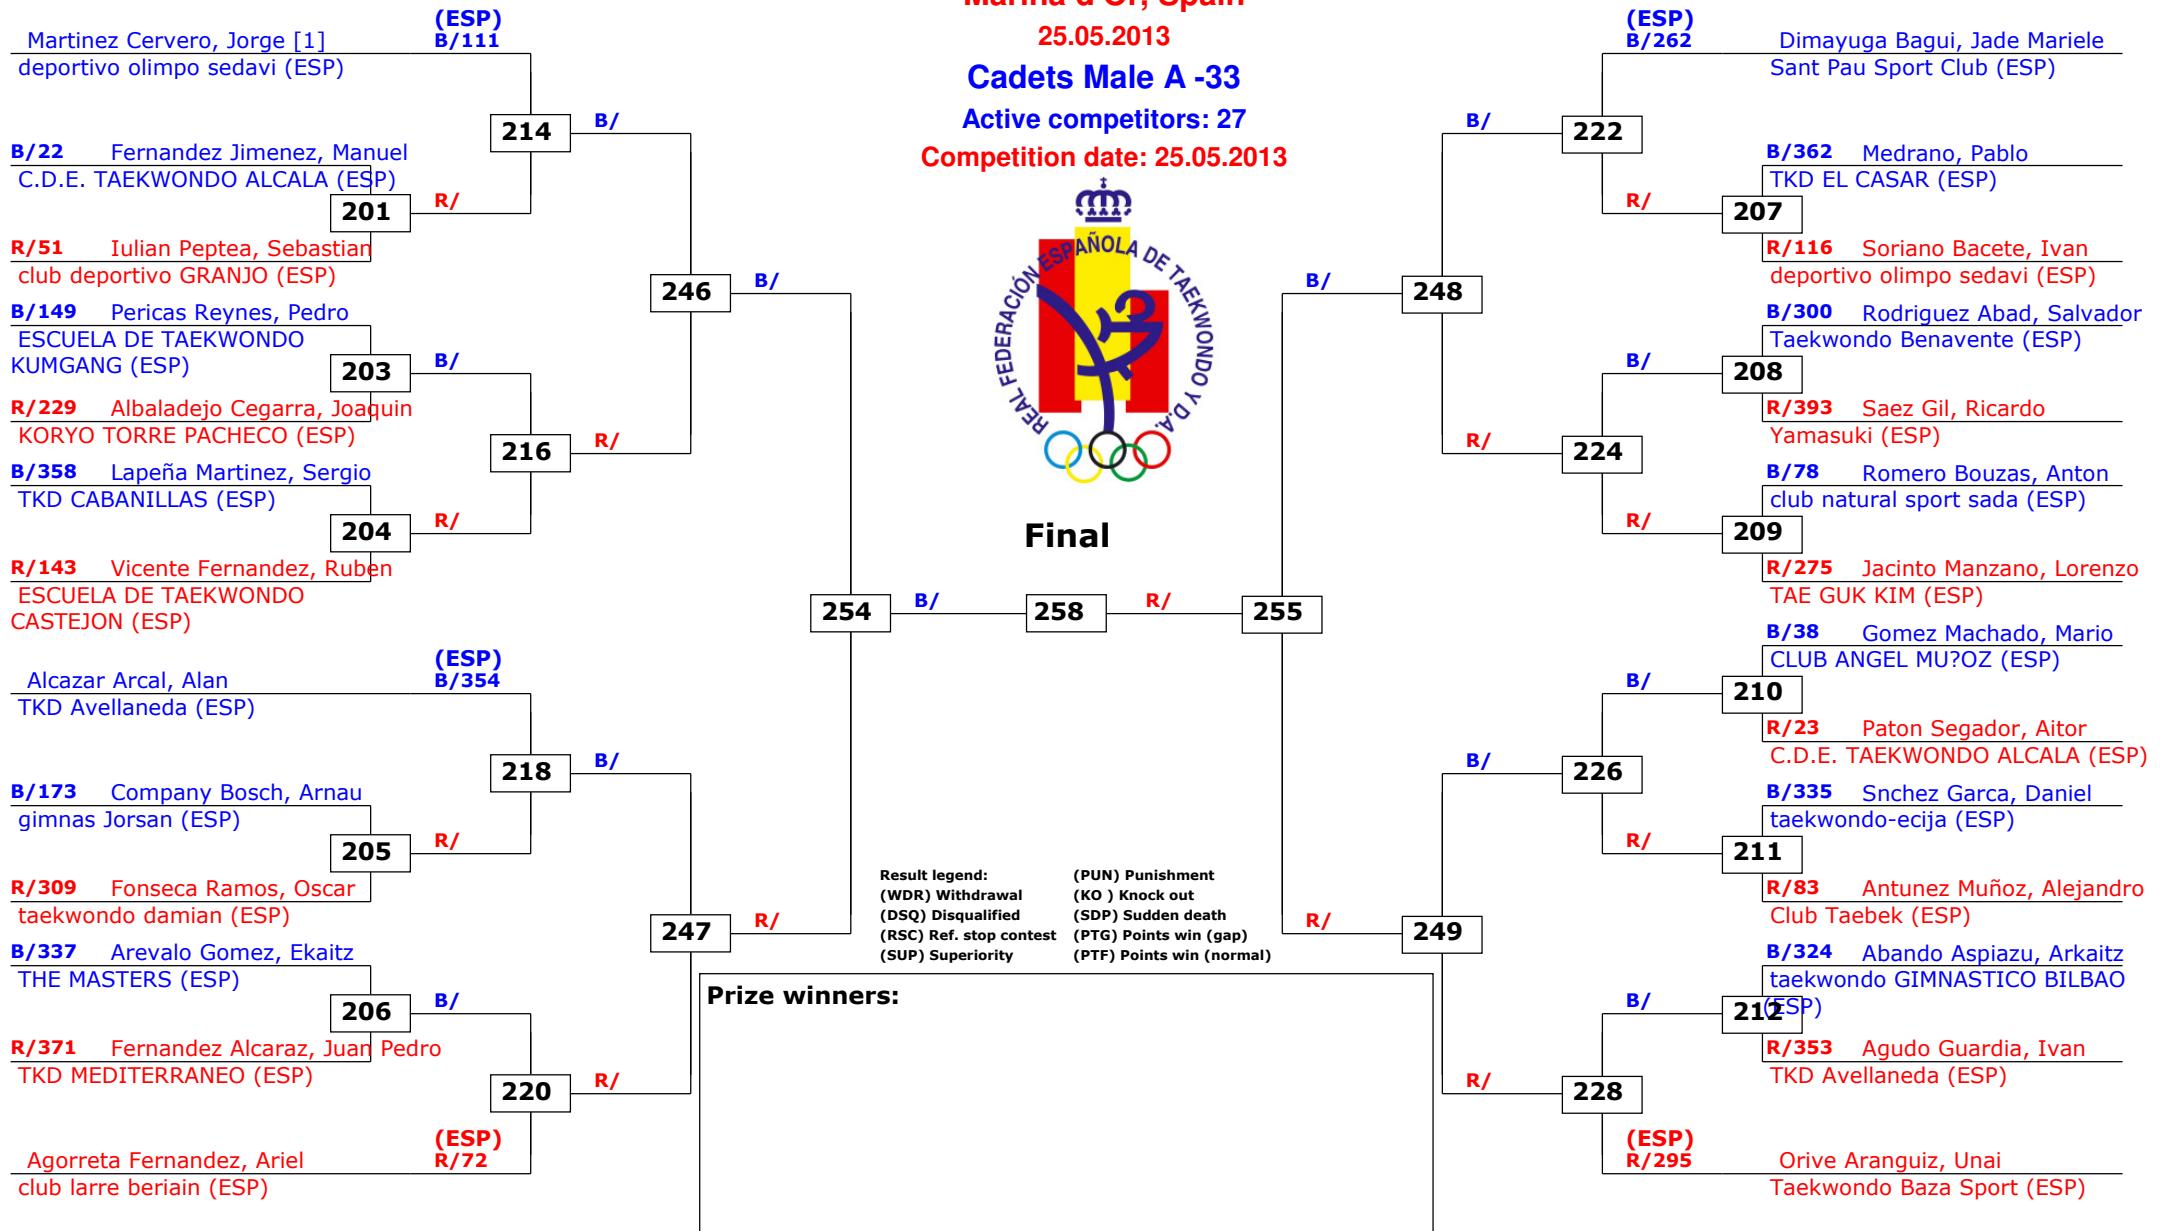 Marina d'Or, Spain
25.05.2013
Cadets Male A -33
Active competitors: 27
Competition date: 25.05.2013
REAL FEDERACIÓN ESPAÑOLA DE TAEKWONDO Y D.A.
Final
(ESP)
Martinez Cervero, Jorge [1] B/111
deportivo olimpo sedavi (ESP)
214 B/
B/22 Fernandez Jimenez, Manuel
C.D.E. TAEKWONDO ALCALA (ESP)
201 R/
R/51 Iulian Peptea, Sebastian
club deportivo GRANJO (ESP)
246 B/
B/149 Pericas Reynes, Pedro
ESCUELA DE TAEKWONDO
KUMGANG (ESP)
203 B/
R/229 Albaladejo Cegarra, Joaquin
KORYO TORRE PACHECO (ESP)
216 R/
B/358 Lapeña Martinez, Sergio
TKD CABANILLAS (ESP)
204 R/
R/143 Vicente Fernandez, Ruben
ESCUELA DE TAEKWONDO
CASTEJON (ESP)
254 B/ 258 R/ 255
(ESP)
Alcazar Arcal, Alan B/354
TKD Avellaneda (ESP)
218 B/
B/173 Company Bosch, Arnau
gimnas Jorsan (ESP)
205 R/
R/309 Fonseca Ramos, Oscar
taekwondo damian (ESP)
247 R/
B/337 Arevalo Gomez, Ekaitz
THE MASTERS (ESP)
206 B/
R/371 Fernandez Alcaraz, Juan Pedro
TKD MEDITERRANEO (ESP)
220 R/
(ESP)
Agorreta Fernandez, Ariel R/72
club larre beriain (ESP)
(ESP)
B/262 Dimayuga Bagui, Jade Mariele
Sant Pau Sport Club (ESP)
B/ 222
B/362 Medrano, Pablo
TKD EL CASAR (ESP)
R/ 207
R/116 Soriano Bacete, Ivan
deportivo olimpo sedavi (ESP)
B/ 248
B/300 Rodriguez Abad, Salvador
Taekwondo Benavente (ESP)
B/ 208
R/393 Saez Gil, Ricardo
Yamasuki (ESP)
R/ 224
B/78 Romero Bouzas, Anton
club natural sport sada (ESP)
R/ 209
R/275 Jacinto Manzano, Lorenzo
TAE GUK KIM (ESP)
B/38 Gomez Machado, Mario
CLUB ANGEL MU?OZ (ESP)
B/ 210
R/23 Paton Segador, Aitor
C.D.E. TAEKWONDO ALCALA (ESP)
B/ 226
B/335 Snchez Garca, Daniel
taekwondo-ecija (ESP)
R/ 211
R/83 Antunez Muñoz, Alejandro
Club Taebek (ESP)
R/ 249
B/324 Abando Aspiazu, Arkaitz
taekwondo GIMNASTICO BILBAO
(ESP)
B/ 212
R/353 Agudo Guardia, Ivan
TKD Avellaneda (ESP)
R/ 228
(ESP)
R/295 Orive Aranguiz, Unai
Taekwondo Baza Sport (ESP)
Result legend: (PUN) Punishment
(WDR) Withdrawal (KO ) Knock out
(DSQ) Disqualified (SDP) Sudden death
(RSC) Ref. stop contest (PTG) Points win (gap)
(SUP) Superiority (PTF) Points win (normal)
Prize winners: